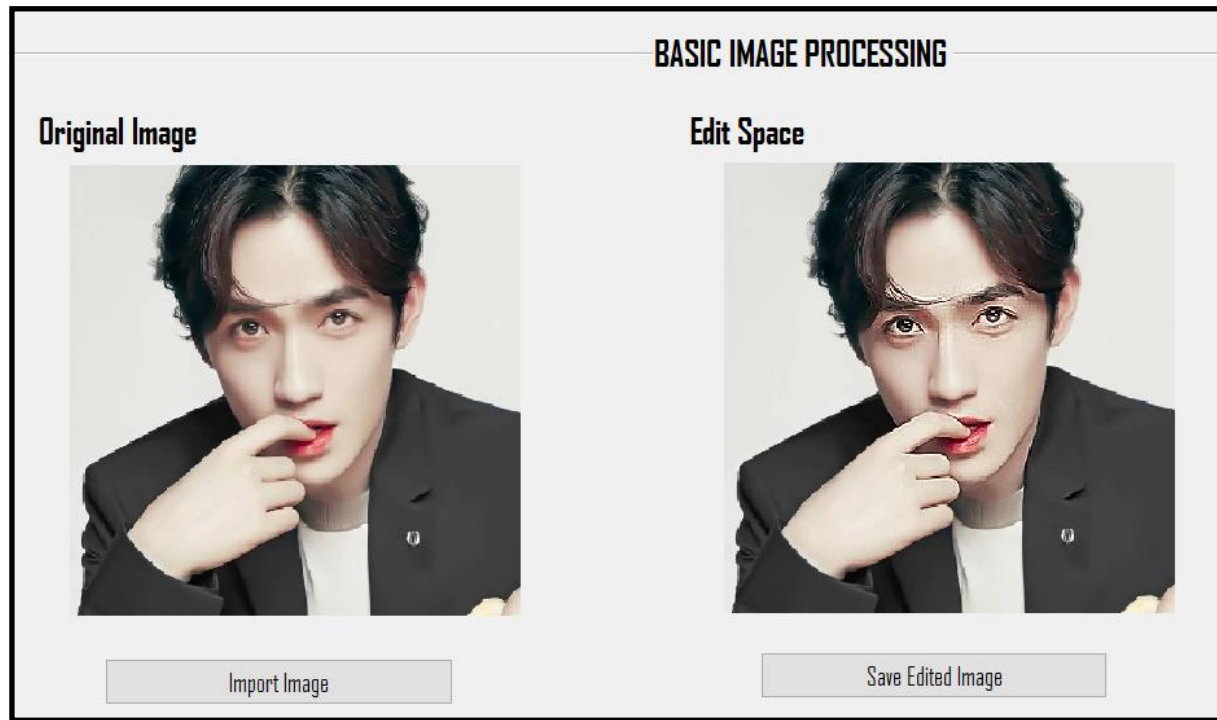 BASIC IMAGE PROCESSING
Original Image
Edit Space
Import Image
Save Edited Image